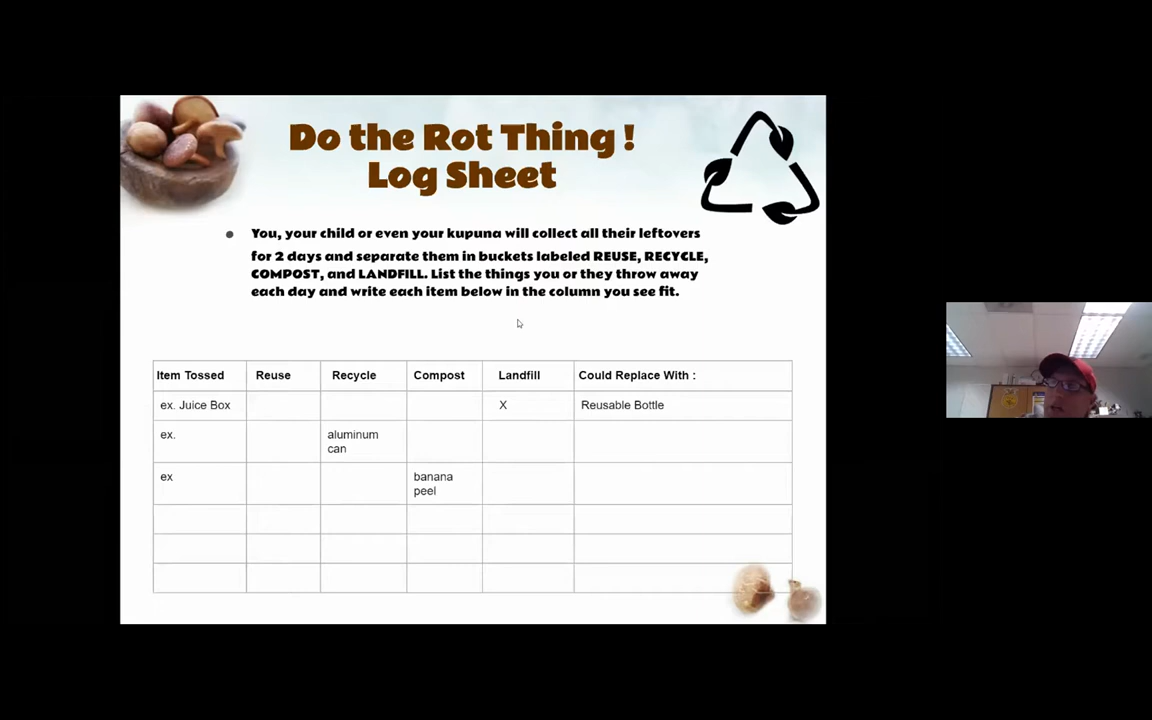 Do the Rot Thing !
Log Sheet
● You, your child or even your kupuna will collect all their leftovers
for 2 days and separate them in buckets labeled REUSE, RECYCLE,
COMPOST, and LANDFILL. List the things you or they throw away
each day and write each item below in the column you see fit.
Item Tossed Reuse Recycle Compost Landfill Could Replace With :
ex. Juice Box X Reusable Bottle
ex. aluminum
can
ex banana
peel